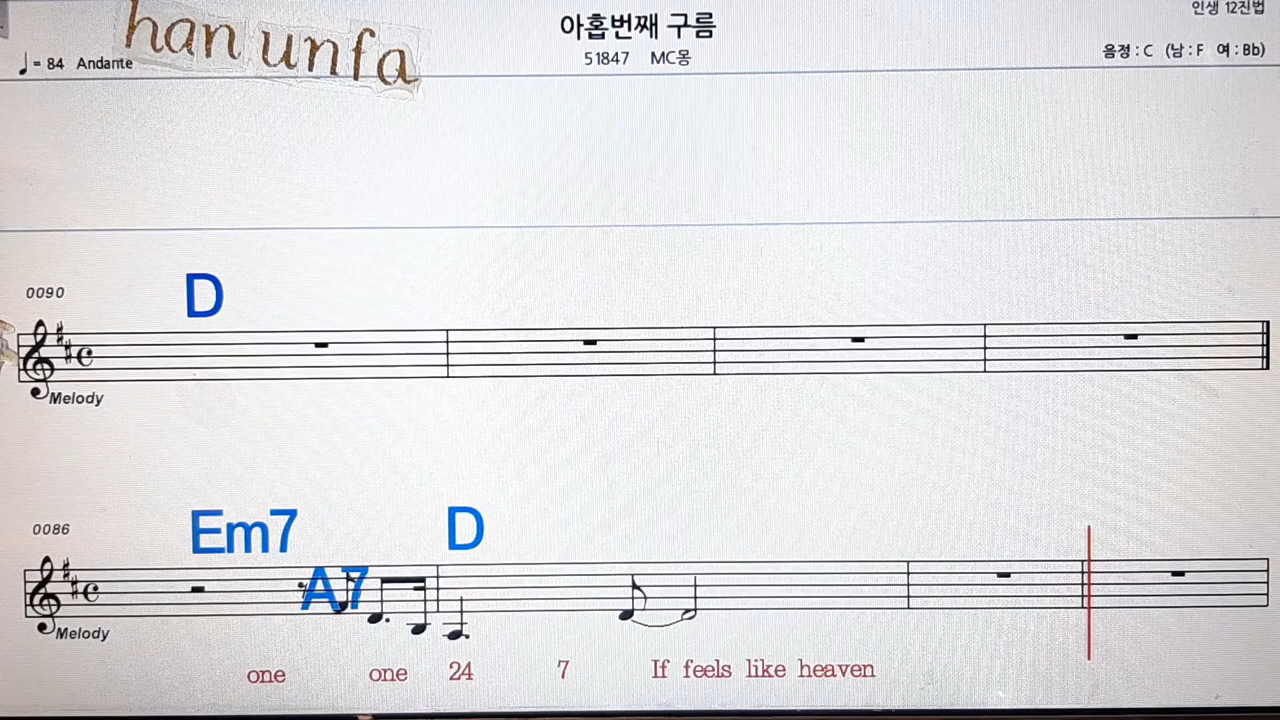 han unfa
아홉번째 구름
인생 12진법
♩= 84 Andante
51847 MC몽
음정 : C (남 : F 여 : Bb)
0090
D
Melody
0086
Em7 A7 D
Melody
one one 24 7 If feels like heaven